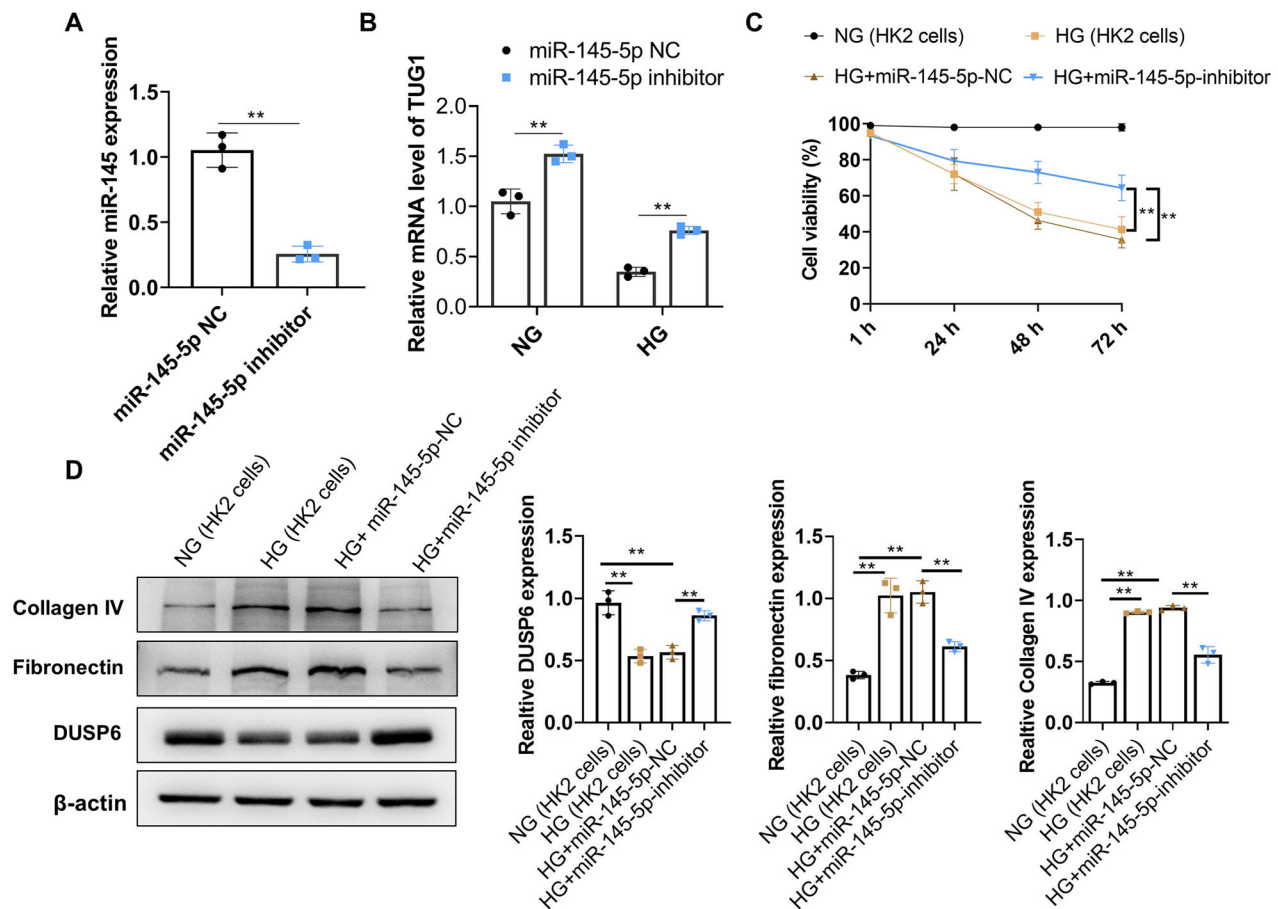 A
Relative miR-145 expression
1.5
1.0
0.5
0.0
**
miR-145-5p NC
miR-145-5p inhibitor
B
miR-145-5p NC
miR-145-5p inhibitor
Relative mRNA level of TUG1
2.0
1.5
1.0
0.5
0.0
**
**
NG
HG
C
NG (HK2 cells)
HG (HK2 cells)
HG+miR-145-5p-NC
HG+miR-145-5p-inhibitor
Cell viability (%)
100
80
60
40
20
0
** **
1 h
24 h
48 h
72 h
D
NG (HK2 cells)
HG (HK2 cells)
HG+ miR-145-5p-NC
HG+miR-145-5p inhibitor
Collagen IV
Fibronectin
DUSP6
β-actin
Realtive DUSP6 expression
1.5
1.0
0.5
0.0
**
**
**
NG (HK2 cells)
HG (HK2 cells)
HG+miR-145-5p-NC
HG+miR-145-5p-inhibitor
Realtive fibronectin expression
1.5
1.0
0.5
0.0
**
**
**
NG (HK2 cells)
HG (HK2 cells)
HG+miR-145-5p-NC
HG+miR-145-5p-inhibitor
Realtive Collagen IV expression
1.5
1.0
0.5
0.0
**
**
**
NG (HK2 cells)
HG (HK2 cells)
HG+miR-145-5p-NC
HG+miR-145-5p-inhibitor